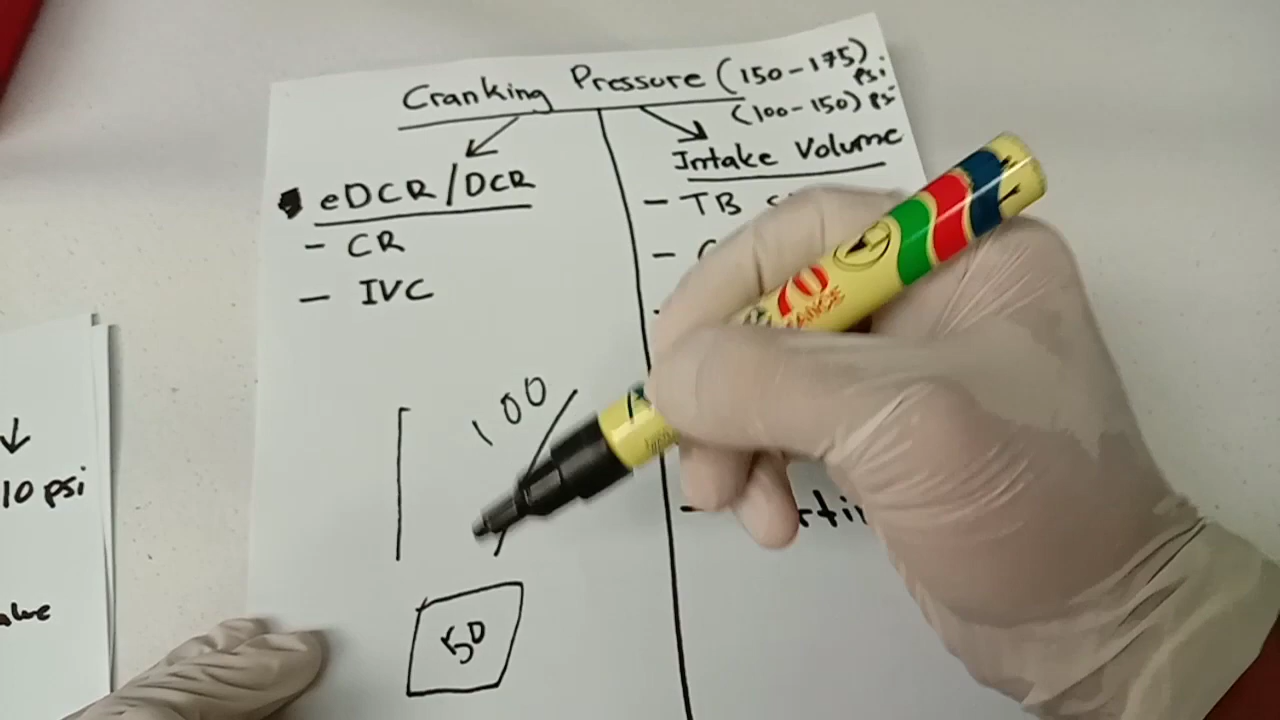 Cranking Pressure (150-175) psi
(100-150) psi
eDCR/DCR
- CR
- IVC
Intake Volume
- TB
100
50
70
10 psi